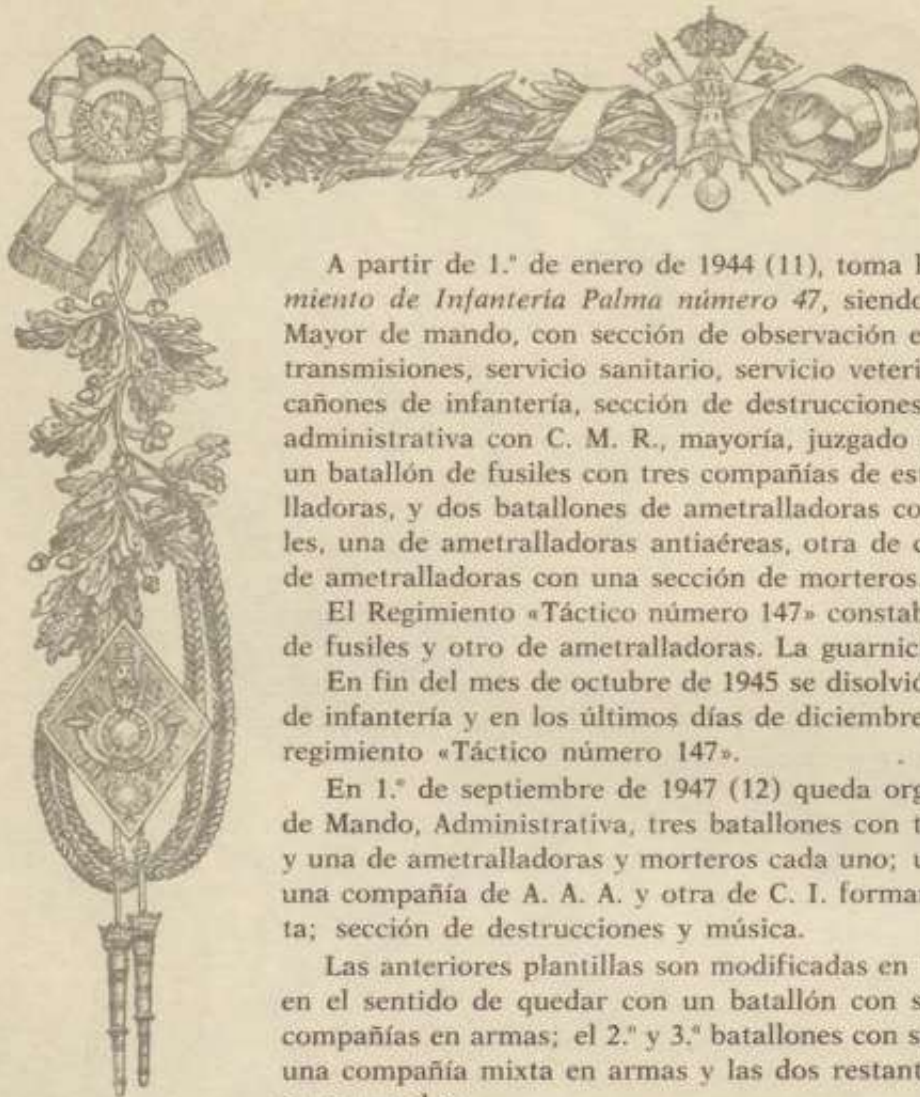 A partir de 1.º de enero de 1944 (11), toma
miento de Infantería Palma número 47, siendo
Mayor de mando, con sección de observación
transmisiones, servicio sanitario, servicio
cañones de infantería, sección de destrucciones
administrativa con C. M. R., mayoría, juzgado
un batallón de fusiles con tres compañías de
lladoras, y dos batallones de ametralladoras
les, una de ametralladoras antiaéreas, otra de
de ametralladoras con una sección de morteros
El Regimiento «Táctico número 147»
de fusiles y otro de ametralladoras. La
En fin del mes de octubre de 1945 se disolvió
de infantería y en los últimos días de diciembre
regimiento «Táctico número 147».
En 1.º de septiembre de 1947 (12) queda
de Mando, Administrativa, tres batallones con
y una de ametralladoras y morteros cada uno;
una compañía de A. A. A. y otra de C. I.
ta; sección de destrucciones y música.
Las anteriores plantillas son modificadas en
en el sentido de quedar con un batallón con
compañías en armas; el 2.º y 3.º batallones con
una compañía mixta en armas y las dos